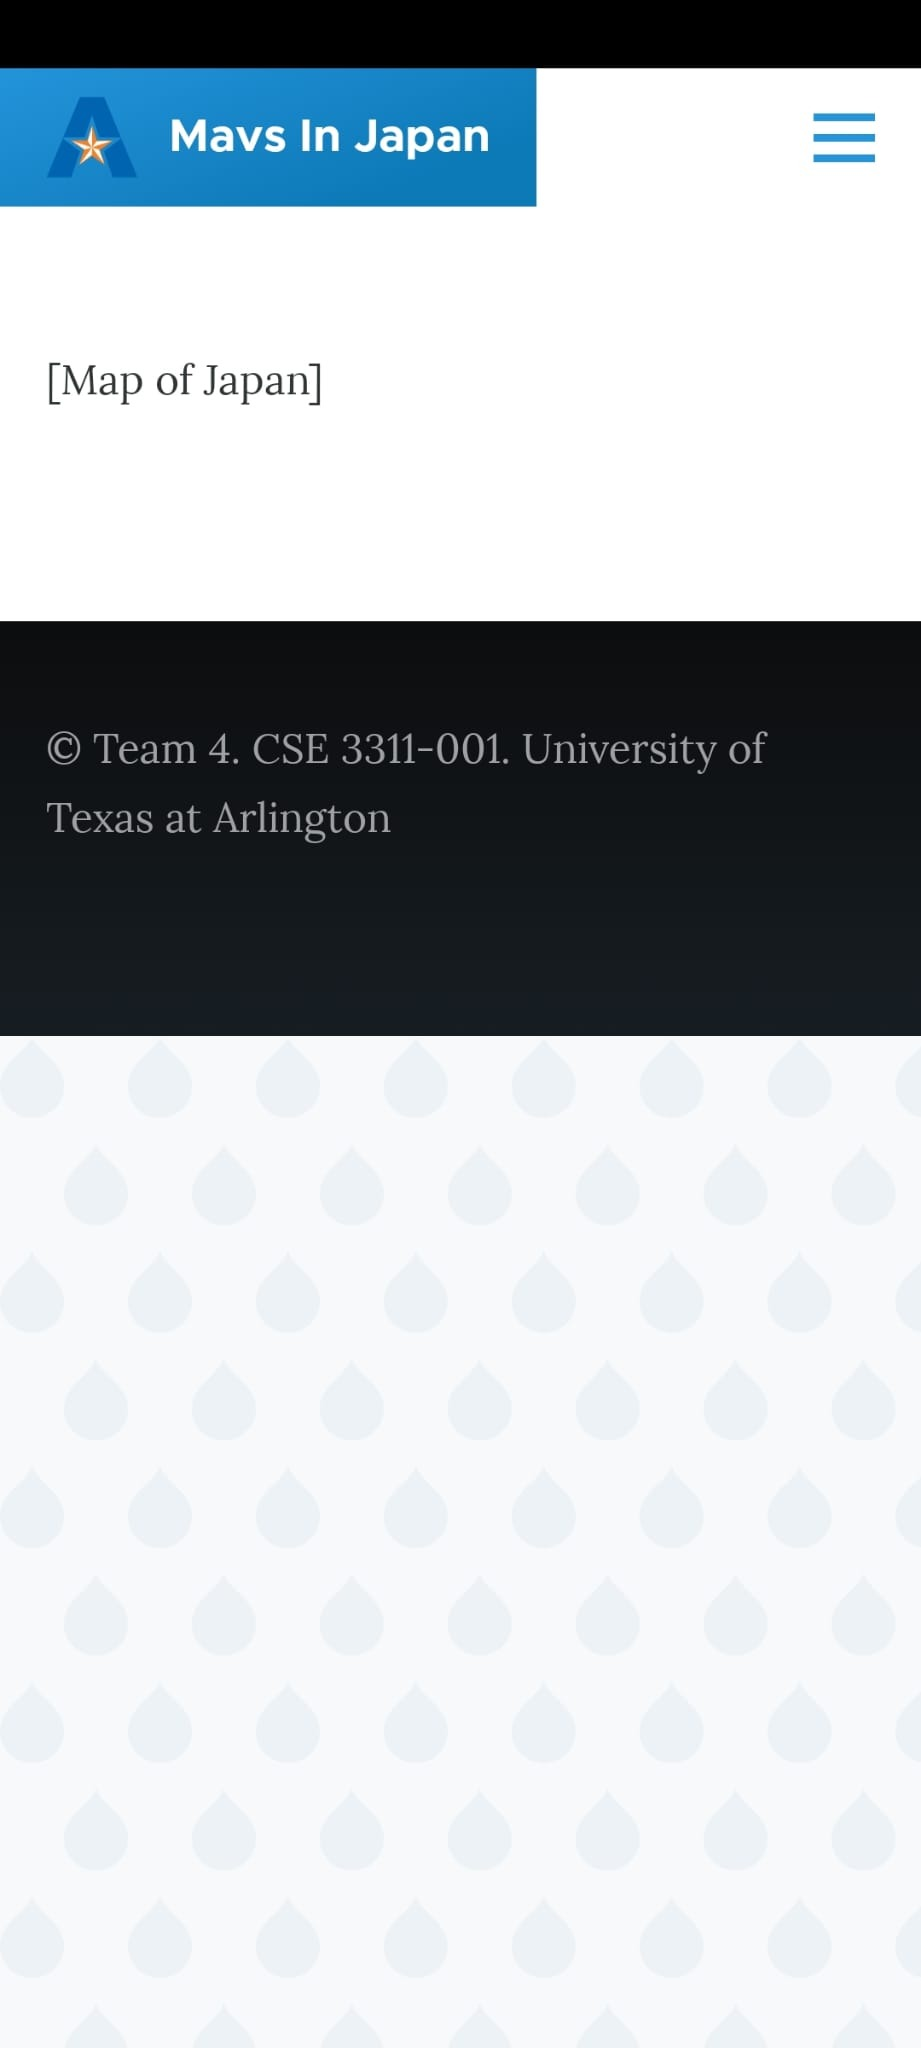 Mavs In Japan
[Map of Japan]
© Team 4. CSE 3311-001. University of
Texas at Arlington